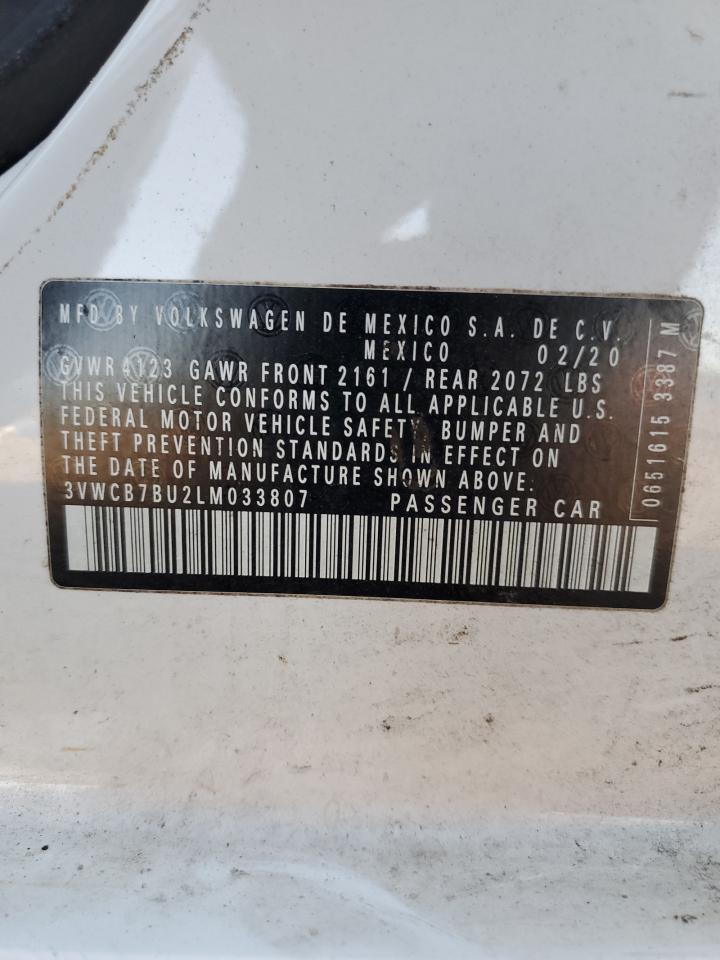 MFD BY VOLKSWAGEN DE MEXICO S.A. DE C.V.
MEXICO 02/20
GVWR 4123 GAWR FRONT 2161 / REAR 2072 LBS
THIS VEHICLE CONFORMS TO ALL APPLICABLE U.S.
FEDERAL MOTOR VEHICLE SAFETY, BUMPER AND
THEFT PREVENTION STANDARDS IN EFFECT ON
THE DATE OF MANUFACTURE SHOWN ABOVE.
3VWCB7BU2LM033807 PASSENGER CAR
0651615 3387 M